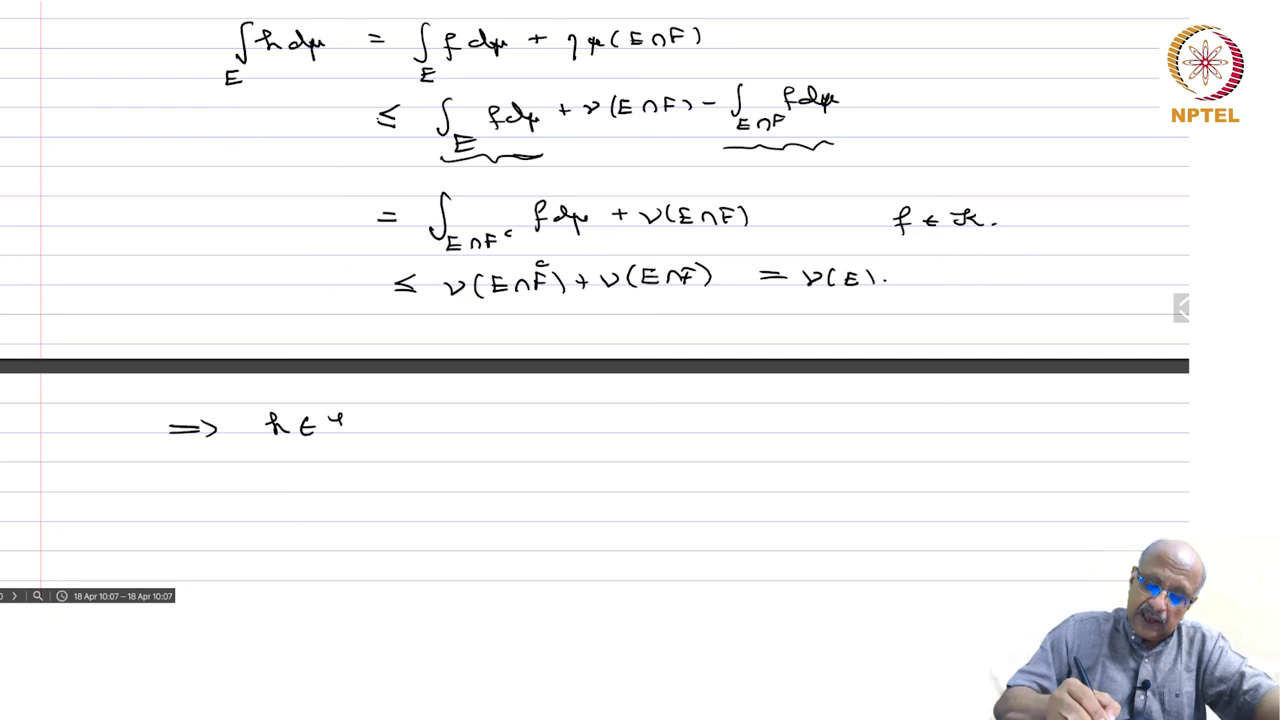 ∫_E h dμ = ∫_E f dμ + η μ(E∩F)
≤ ∫_E f dμ + ν(E∩F) − ∫_{E∩F} f dμ
= ∫_{E∩F^c} f dμ + ν(E∩F) f ∈ 𝒦.
≤ ν(E∩F^c) + ν(E∩F) = ν(E).
⟹ h ∈
NPTEL
18 Apr 10:07 – 18 Apr 10:07